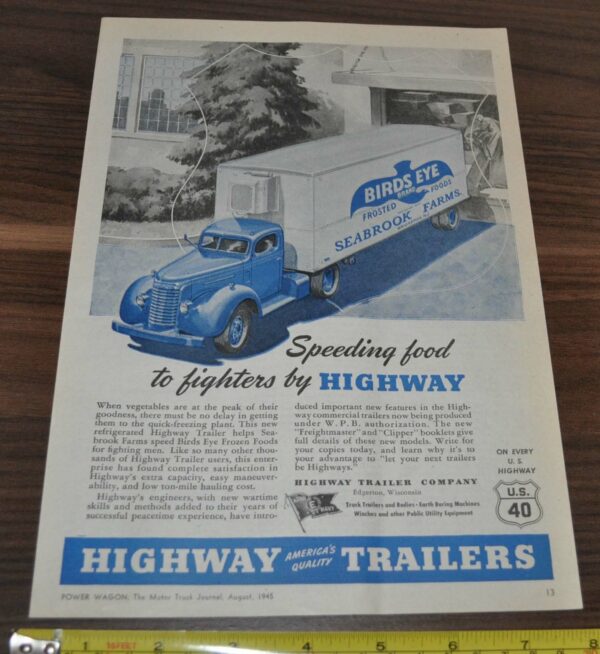 BIRDS EYE
BRAND
FROSTED FOODS
SEABROOK FARMS.
Speeding food
to fighters by HIGHWAY
When vegetables are at the peak of their
goodness, there must be no delay in getting
them to the quick-freezing plant. This new
refrigerated Highway Trailer helps Sea-
brook Farms speed Birds Eye Frozen Foods
for fighting men. Like so many other thou-
sands of Highway Trailer users, this enter-
prise has found complete satisfaction in
Highway's extra capacity, easy maneuver-
ability, and low ton-mile hauling cost.
Highway's engineers, with new wartime
skills and methods added to their years of
successful peacetime experience, have intro-
duced important new features in the High-
way commercial trailers now being produced
under W. P. B. authorization. The new
"Freightmaster" and "Clipper" booklets give
full details of these new models. Write for
your copies today, and learn why it's to
your advantage to "let your next trailers
be Highways."
HIGHWAY TRAILER COMPANY
Edgerton, Wisconsin
Truck Trailers and Bodies - Earth Boring Machines
Winches and other Public Utility Equipment
ON EVERY
U. S.
HIGHWAY
U.S.
40
HIGHWAY AMERICA'S QUALITY TRAILERS
POWER WAGON, The Motor Truck Journal, August, 1945
13
1 2 3 4 5 6 7 8